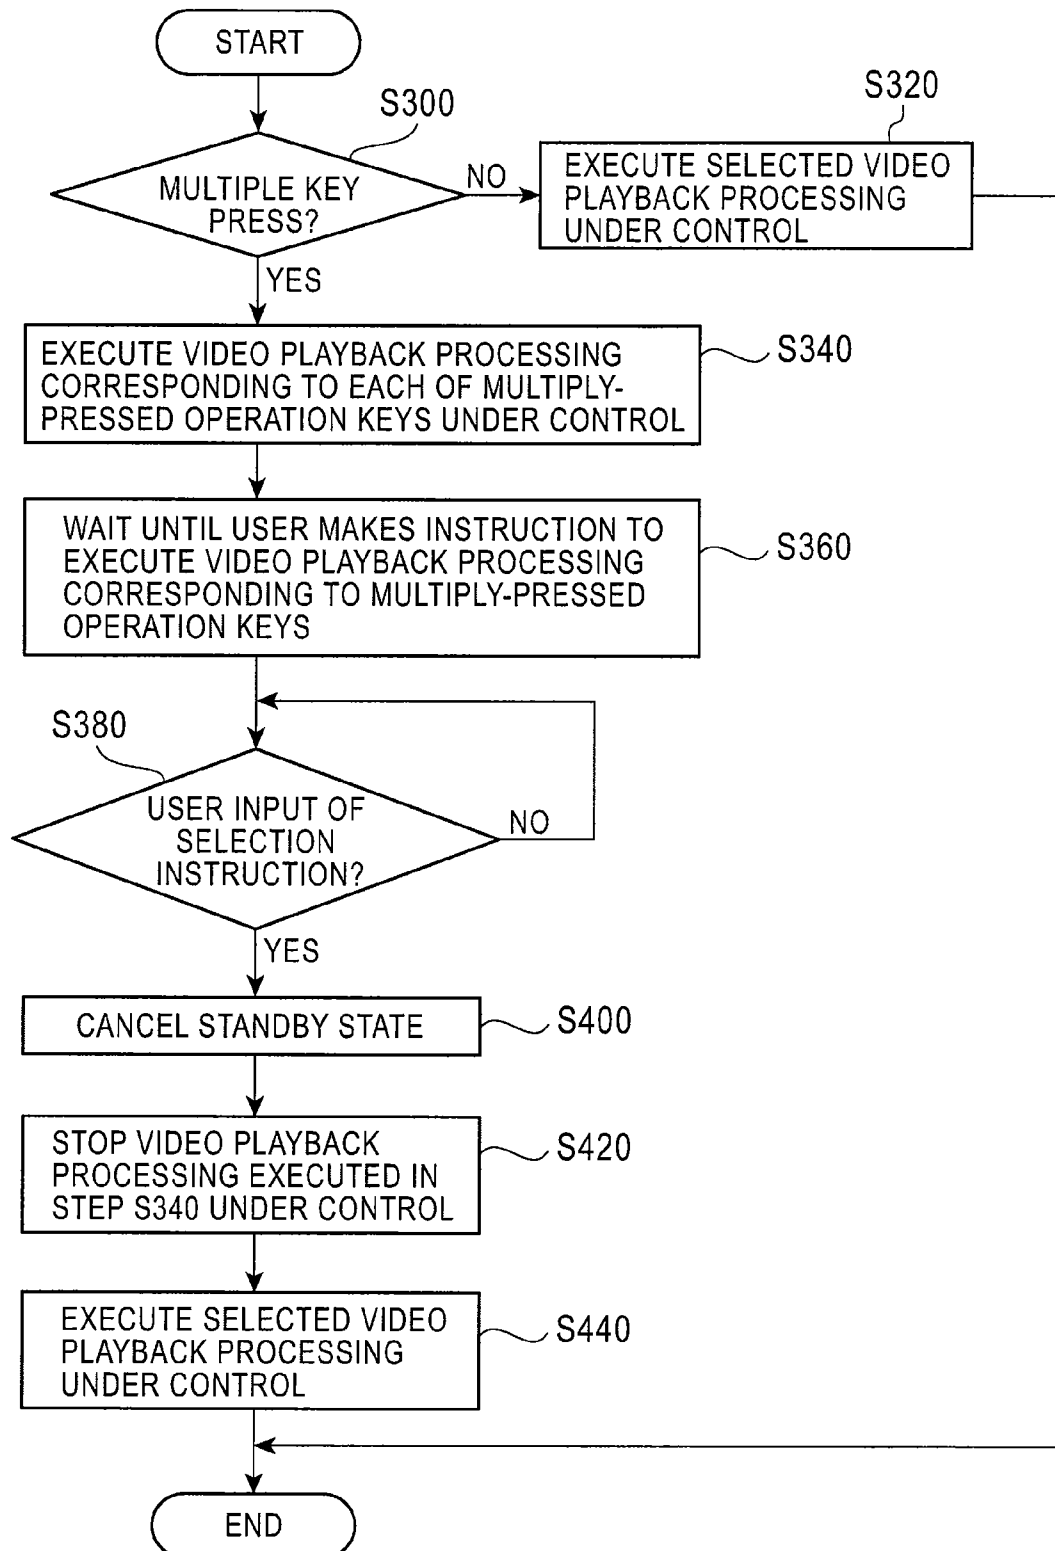 START
S300
S320
MULTIPLE KEY
PRESS?
NO
EXECUTE SELECTED VIDEO
PLAYBACK PROCESSING
UNDER CONTROL
YES
EXECUTE VIDEO PLAYBACK PROCESSING
CORRESPONDING TO EACH OF MULTIPLY-
PRESSED OPERATION KEYS UNDER CONTROL
S340
WAIT UNTIL USER MAKES INSTRUCTION TO
EXECUTE VIDEO PLAYBACK PROCESSING
CORRESPONDING TO MULTIPLY-PRESSED
OPERATION KEYS
S360
S380
USER INPUT OF
SELECTION
INSTRUCTION?
NO
YES
CANCEL STANDBY STATE
S400
STOP VIDEO PLAYBACK
PROCESSING EXECUTED IN
STEP S340 UNDER CONTROL
S420
EXECUTE SELECTED VIDEO
PLAYBACK PROCESSING
UNDER CONTROL
S440
END